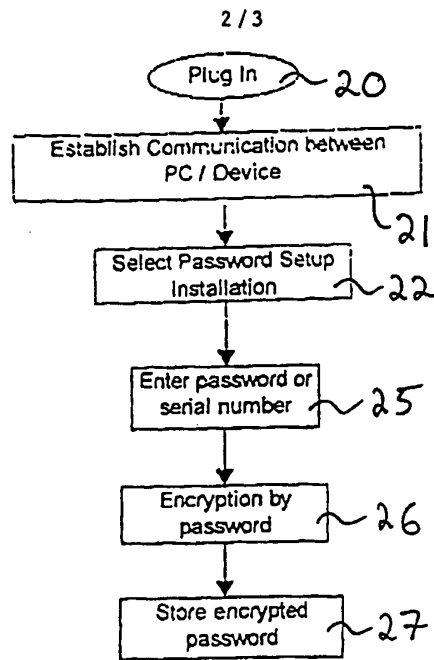 2/3
Plug In
20
Establish Communication between
PC / Device
21
Select Password Setup
Installation
22
Enter password or
serial number
25
Encryption by
password
26
Store encrypted
password
27